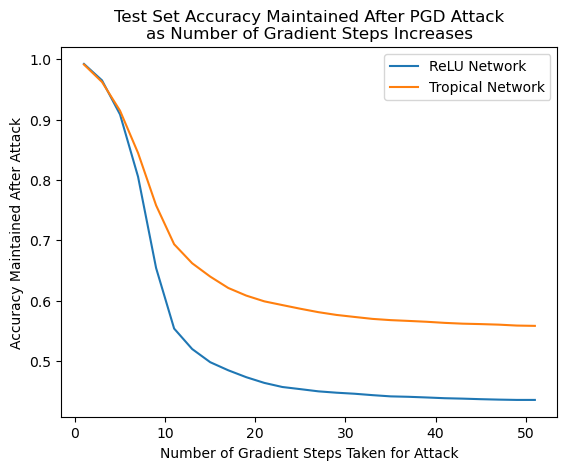 Test Set Accuracy Maintained After PGD Attack
as Number of Gradient Steps Increases
ReLU Network
Tropical Network
Accuracy Maintained After Attack
1.0
0.9
0.8
0.7
0.6
0.5
0
10
20
30
40
50
Number of Gradient Steps Taken for Attack